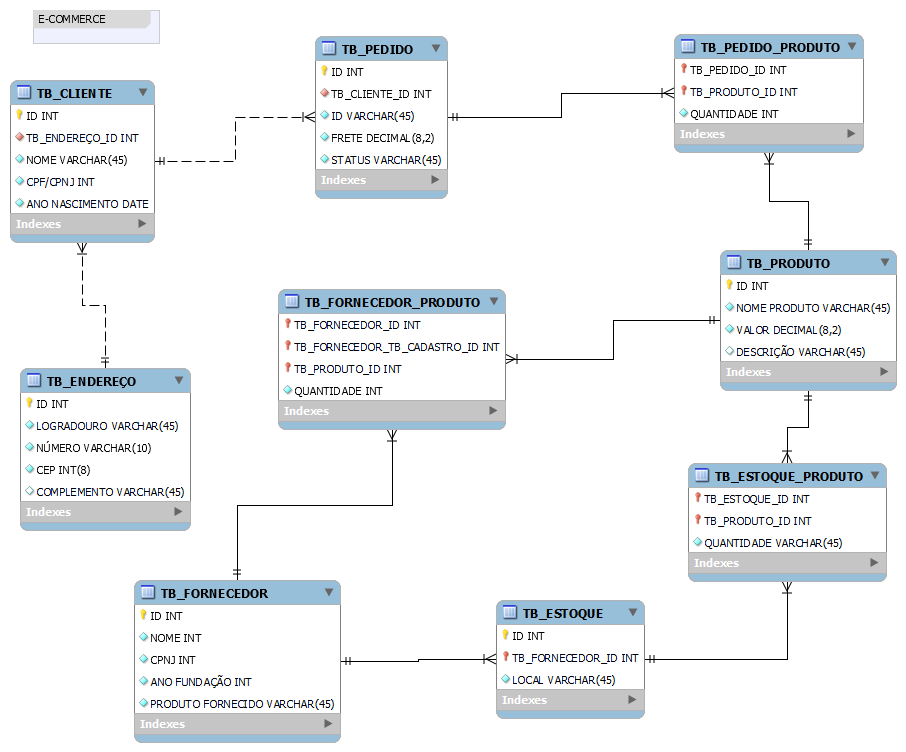 E-COMMERCE
TB_CLIENTE
ID INT
TB_ENDEREÇO_ID INT
NOME VARCHAR(45)
CPF/CPNJ INT
ANO NASCIMENTO DATE
Indexes
TB_PEDIDO
ID INT
TB_CLIENTE_ID INT
ID VARCHAR(45)
FRETE DECIMAL(8,2)
STATUS VARCHAR(45)
Indexes
TB_PEDIDO_PRODUTO
TB_PEDIDO_ID INT
TB_PRODUTO_ID INT
QUANTIDADE INT
Indexes
TB_PRODUTO
ID INT
NOME PRODUTO VARCHAR(45)
VALOR DECIMAL(8,2)
DESCRIÇÃO VARCHAR(45)
Indexes
TB_FORNECEDOR_PRODUTO
TB_FORNECEDOR_ID INT
TB_FORNECEDOR_TB_CADASTRO_ID INT
TB_PRODUTO_ID INT
QUANTIDADE INT
Indexes
TB_ENDEREÇO
ID INT
LOGRADOURO VARCHAR(45)
NÚMERO VARCHAR(10)
CEP INT(8)
COMPLEMENTO VARCHAR(45)
Indexes
TB_ESTOQUE_PRODUTO
TB_ESTOQUE_ID INT
TB_PRODUTO_ID INT
QUANTIDADE VARCHAR(45)
Indexes
TB_FORNECEDOR
ID INT
NOME INT
CPNJ INT
ANO FUNDAÇÃO INT
PRODUTO FORNECIDO VARCHAR(45)
Indexes
TB_ESTOQUE
ID INT
TB_FORNECEDOR_ID INT
LOCAL VARCHAR(45)
Indexes